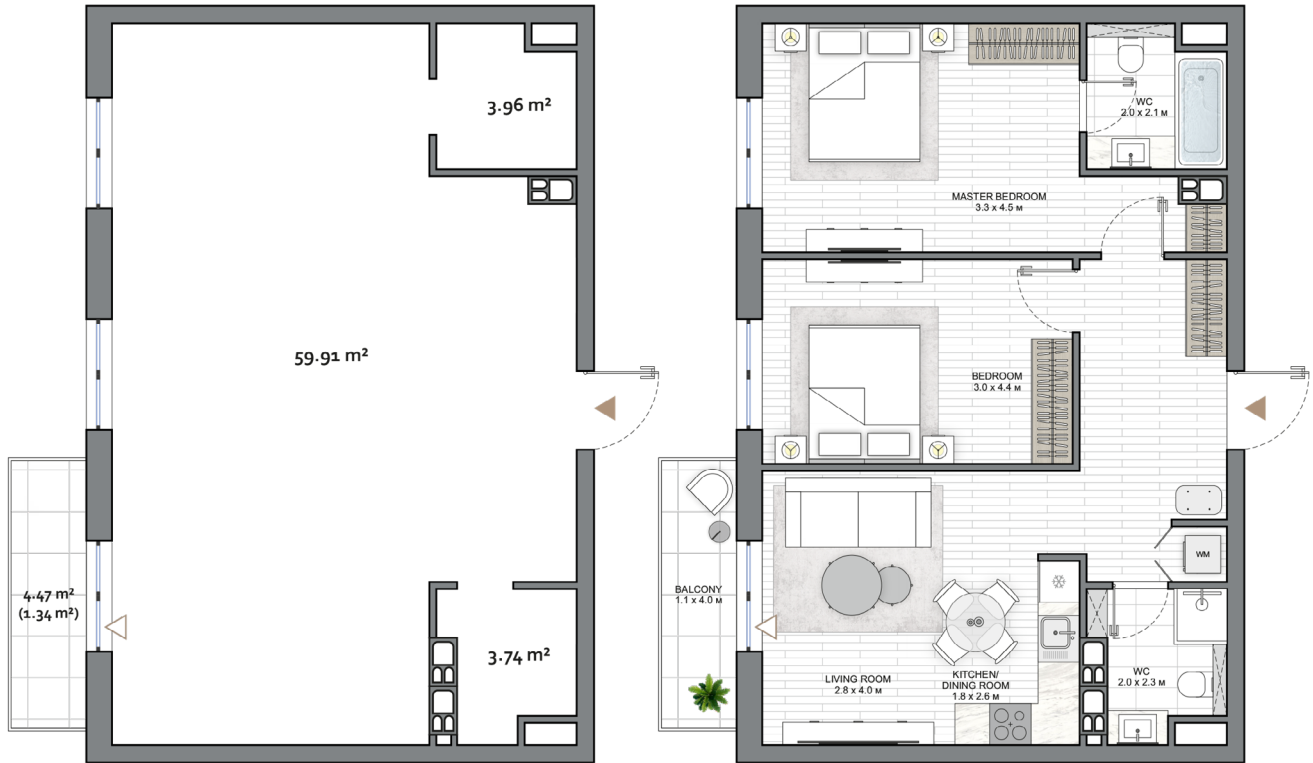 3.96 m²
59.91 m²
4.47 m²
(1.34 m²)
3.74 m²
WC
2.0 x 2.1 м
MASTER BEDROOM
3.3 x 4.5 м
BEDROOM
3.0 x 4.4 м
WM
BALCONY
1.1 x 4.0 м
LIVING ROOM
2.8 x 4.0 м
KITCHEN/
DINING ROOM
1.8 x 2.6 м
WC
2.0 x 2.3 м